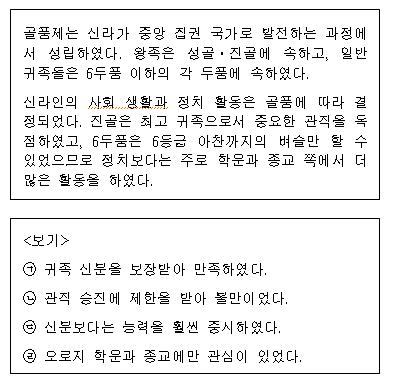 골품제는 신라가 중앙 집권 국가로 발전하는 과정에
서 성립하였다. 왕족은 성골·진골에 속하고, 일반
귀족들은 6두품 이하의 각 두품에 속하였다.
신라인의 사회 생활과 정치 활동은 골품에 따라 결
정되었다. 진골은 최고 귀족으로서 중요한 관직을 독
점하였고, 6두품은 6등급 아찬까지의 벼슬만 할 수
있었으므로 정치보다는 주로 학문과 종교 쪽에서 더
많은 활동을 하였다.
<보기>
㉠ 귀족 신분을 보장받아 만족하였다.
㉡ 관직 승진에 제한을 받아 불만이었다.
㉢ 신분보다는 능력을 훨씬 중시하였다.
㉣ 오로지 학문과 종교에만 관심이 있었다.